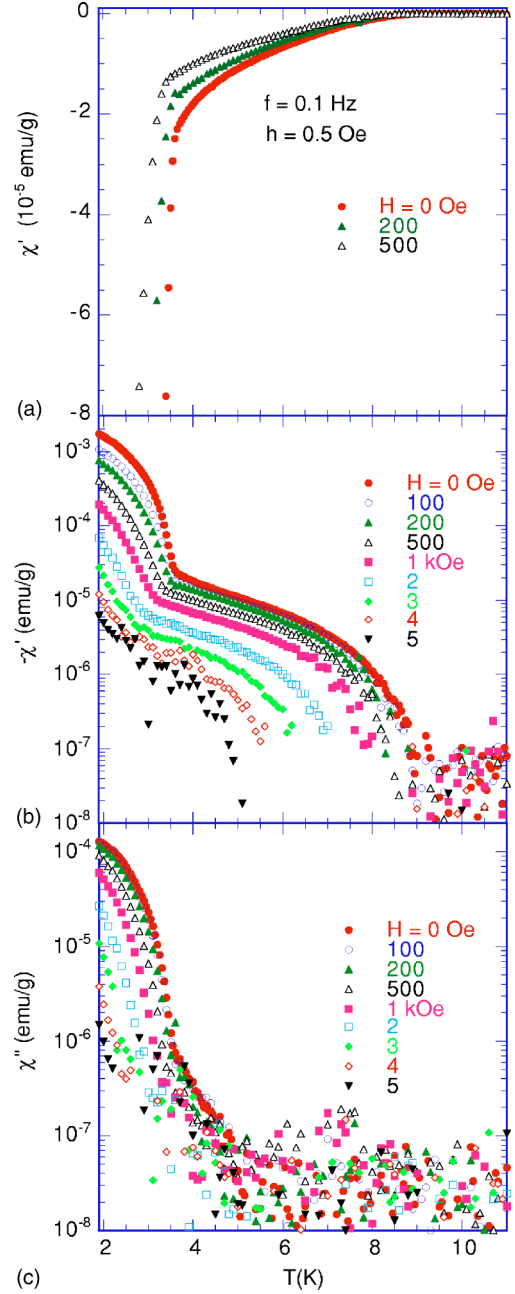 0
-2
-4
-6
-8
χ' (10⁻⁵ emu/g)
f = 0.1 Hz
h = 0.5 Oe
H = 0 Oe
200
500
(a)
10⁻³
10⁻⁴
10⁻⁵
10⁻⁶
10⁻⁷
10⁻⁸
-χ' (emu/g)
H = 0 Oe
100
200
500
1 kOe
2
3
4
5
(b)
10⁻⁴
10⁻⁵
10⁻⁶
10⁻⁷
10⁻⁸
χ" (emu/g)
H = 0 Oe
100
200
500
1 kOe
2
3
4
5
2 4 6 8 10
T(K)
(c)